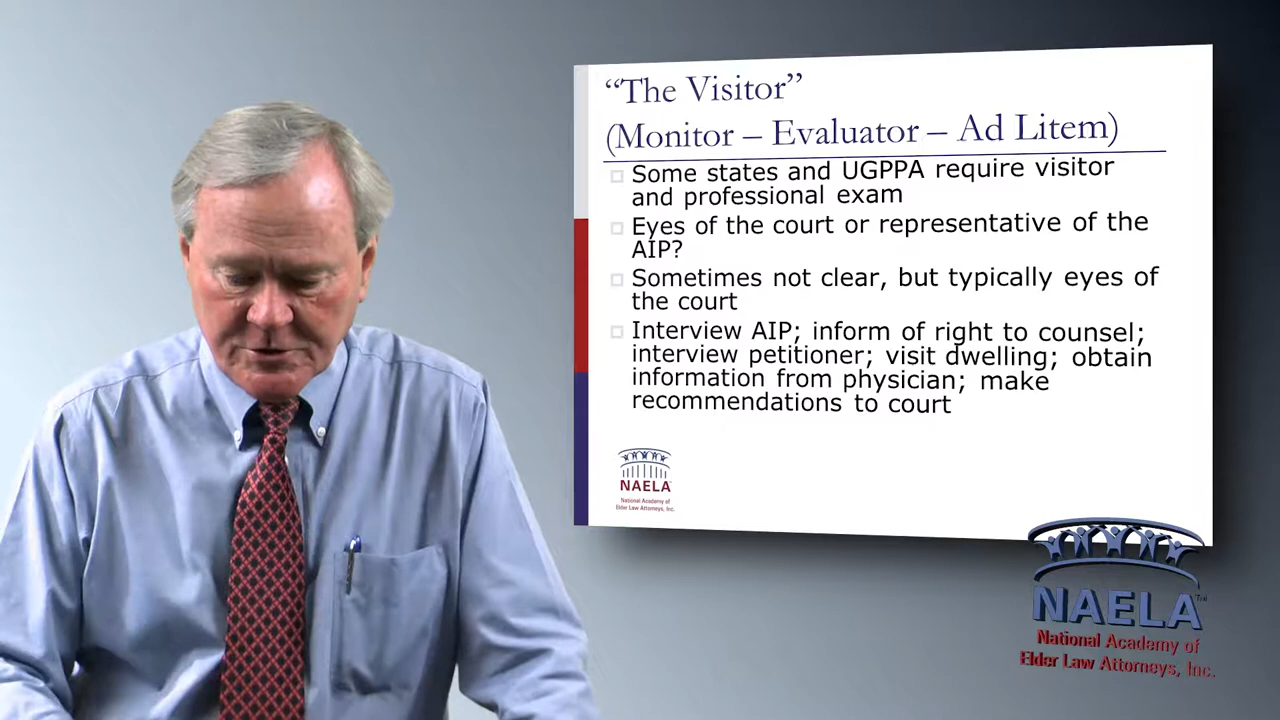 “The Visitor”
(Monitor – Evaluator – Ad Litem)
Some states and UGPPA require visitor
and professional exam
Eyes of the court or representative of the
AIP?
Sometimes not clear, but typically eyes of
the court
Interview AIP; inform of right to counsel;
interview petitioner; visit dwelling; obtain
information from physician; make
recommendations to court
NAELA
National Academy of
Elder Law Attorneys, Inc.
NAELA™
National Academy of
Elder Law Attorneys, Inc.